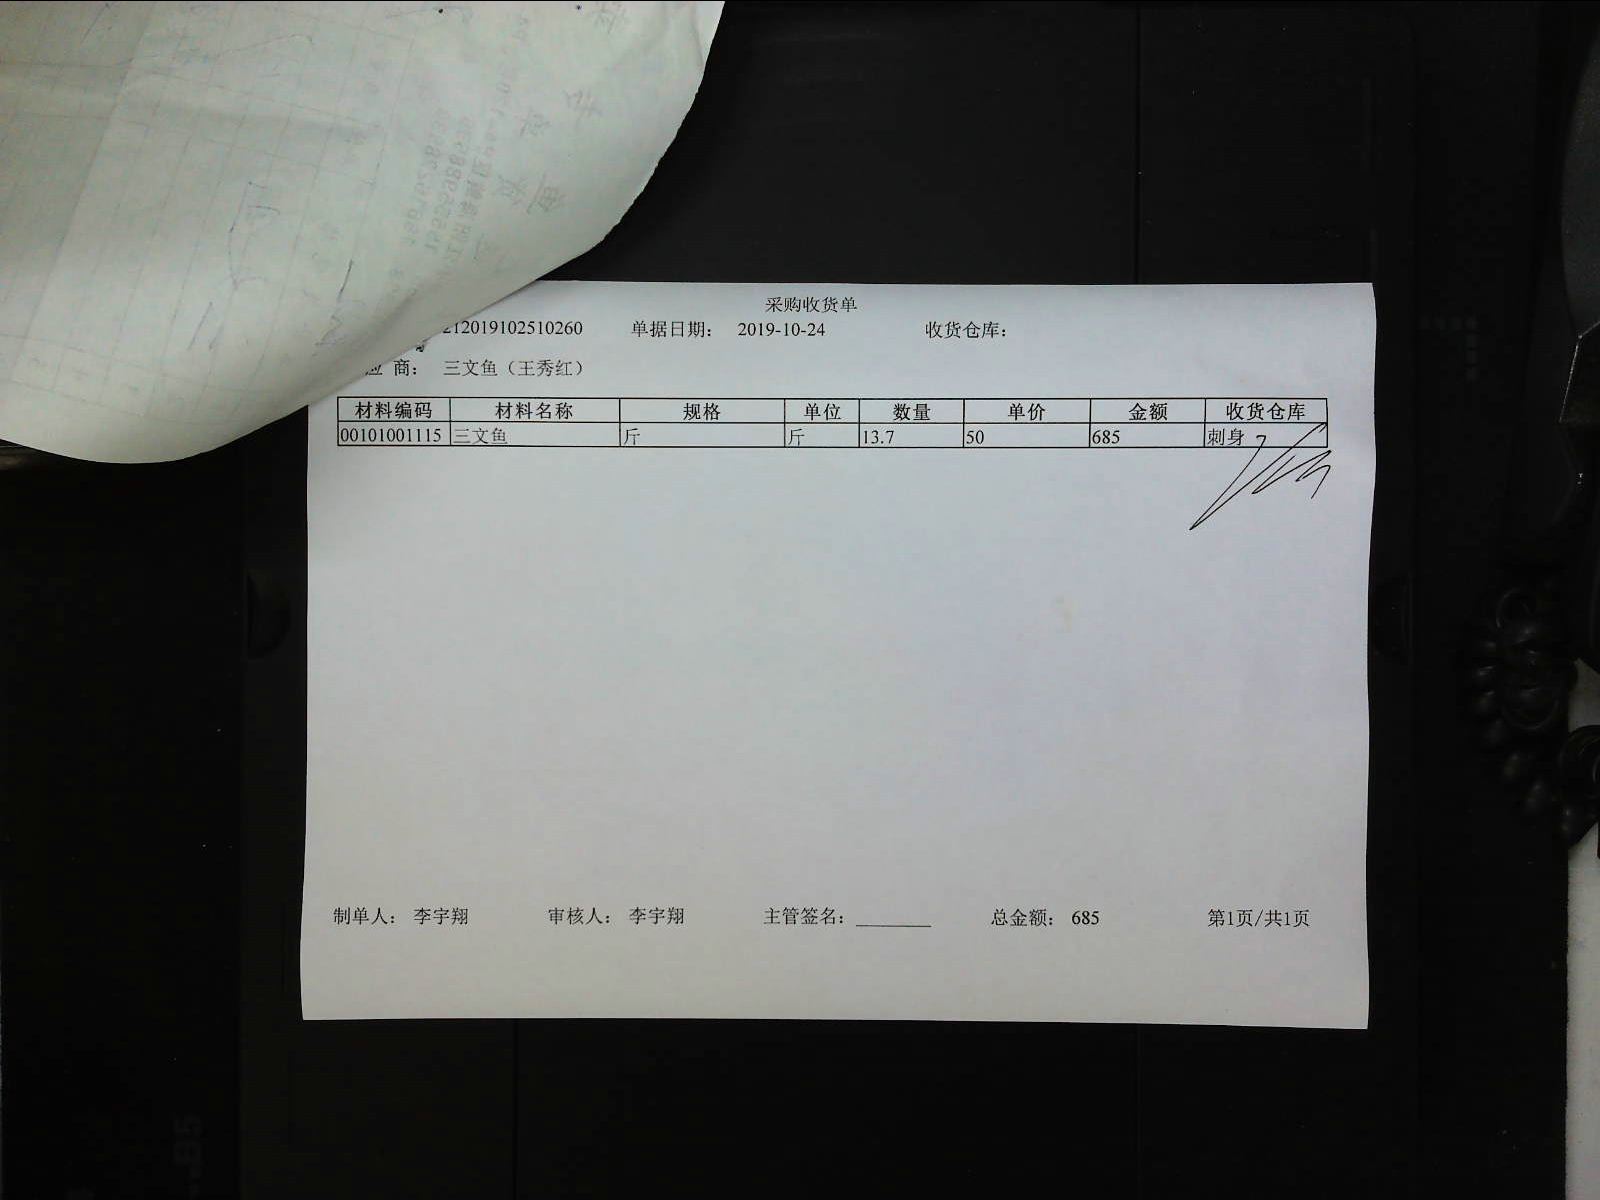 采购收货单
212019102510260 单据日期： 2019-10-24 收货仓库：
应 商： 三文鱼（王秀红）
材料编码 材料名称 规格 单位 数量 单价 金额 收货仓库
00101001115 三文鱼 斤 斤 13.7 50 685 刺身
制单人： 李宇翔 审核人： 李宇翔 主管签名： 总金额： 685 第1页/共1页